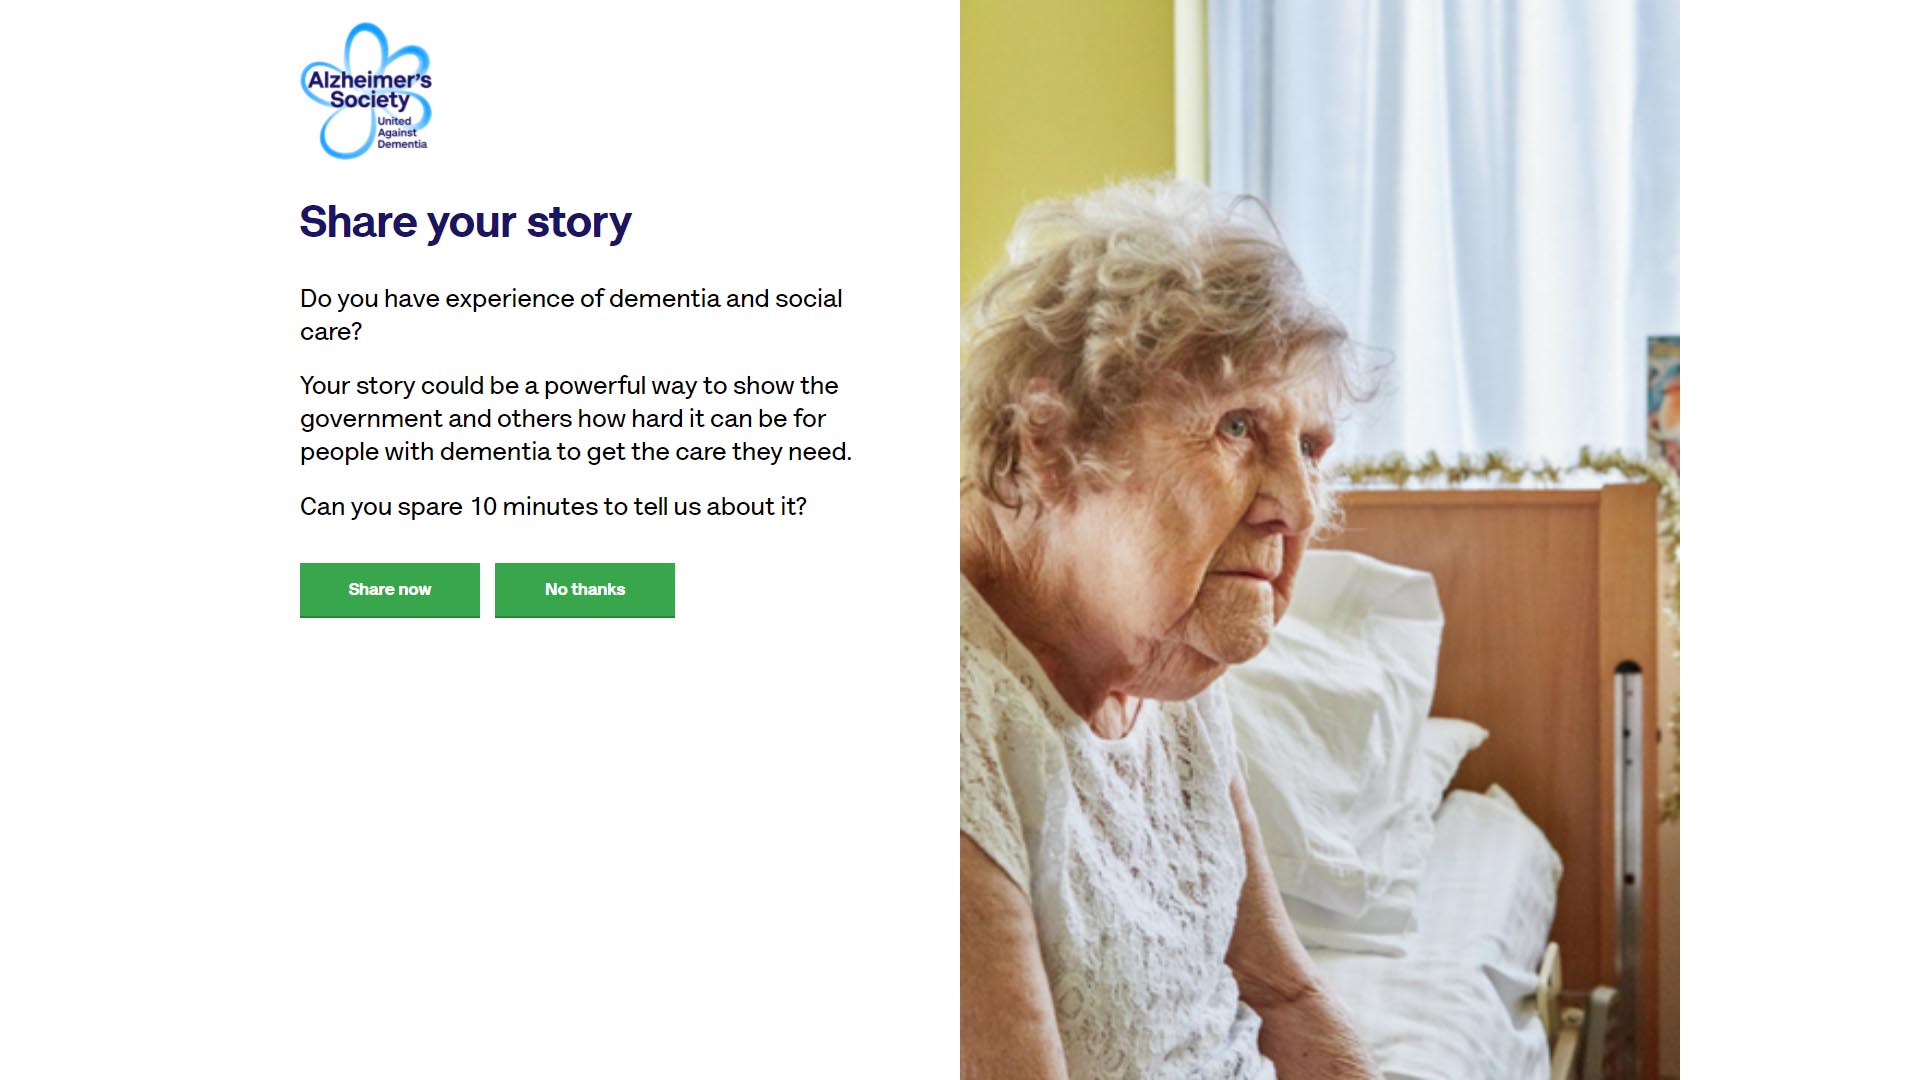 Alzheimer's
Society
United
Against
Dementia
Share your story
Do you have experience of dementia and social
care?
Your story could be a powerful way to show the
government and others how hard it can be for
people with dementia to get the care they need.
Can you spare 10 minutes to tell us about it?
Share now
No thanks